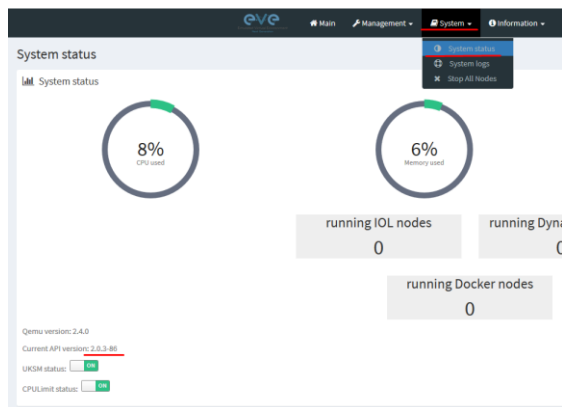 eve
Main Management System Information
System status
System logs
Stop All Nodes
System status
System status
8%
CPU used
6%
Memory used
running IOL nodes
0
running Dyna
running Docker nodes
0
Qemu version: 2.4.0
Current API version: 2.0.3-86
UKSM status: ON
CPULimit status: ON